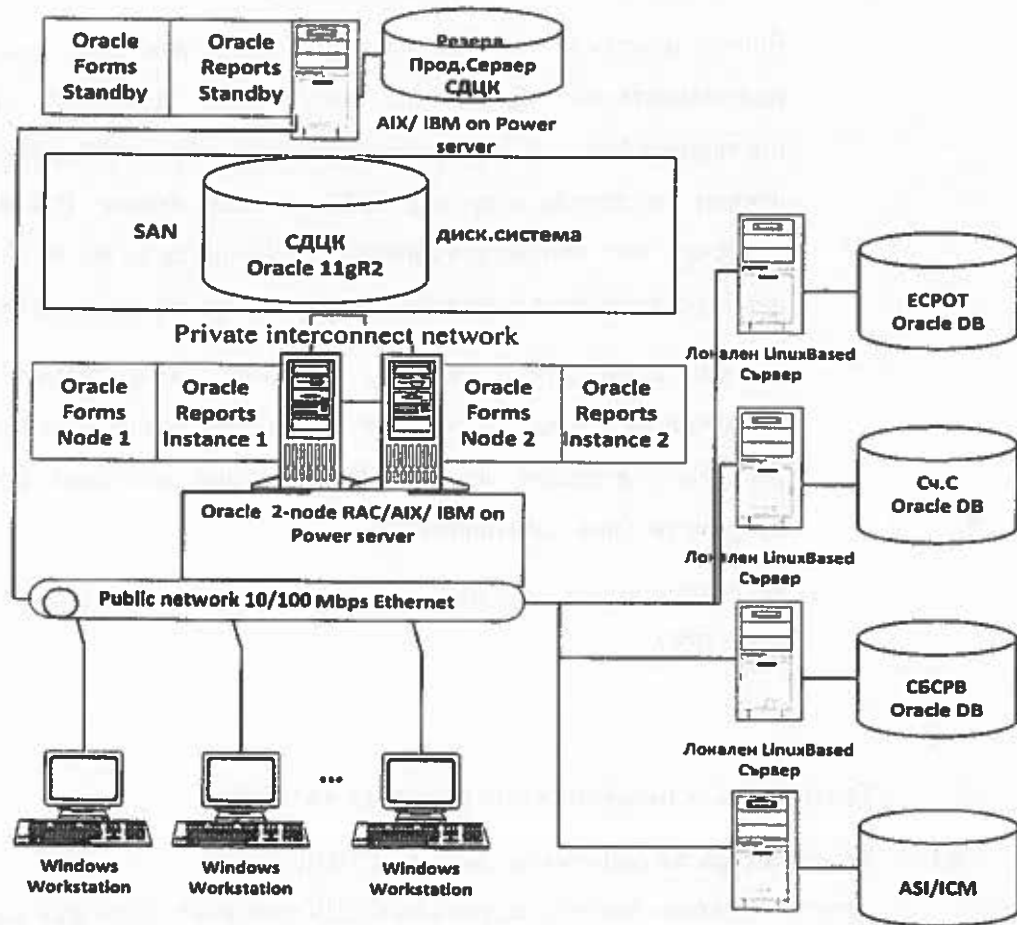 Oracle
Forms
Standby
Oracle
Reports
Standby
Резерв.
Прод.Сервер
СДЦК
AIX/ IBM on Power
server
SAN
СДЦК
Oracle 11gR2
диск.система
Private interconnect network
Oracle
Forms
Node 1
Oracle
Reports
Instance 1
Oracle
Forms
Node 2
Oracle
Reports
Instance 2
Oracle 2-node RAC/AIX/ IBM on
Power server
Public network 10/100 Mbps Ethernet
...
Windows
Workstation
Windows
Workstation
Windows
Workstation
ЕСРОТ
Oracle DB
Локален LinuxBased
Сървер
Сч.С
Oracle DB
Локален LinuxBased
Сървер
СБСРВ
Oracle DB
Локален LinuxBased
Сървер
ASI/ICM